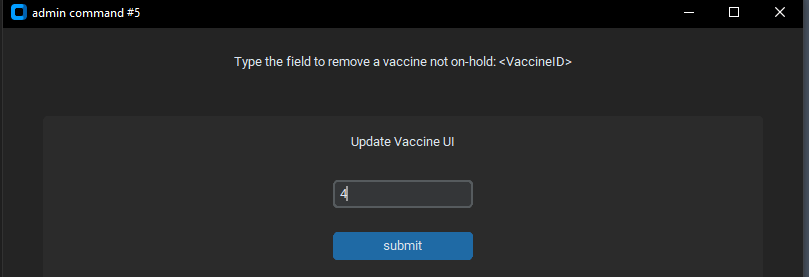 admin command #5
Type the field to remove a vaccine not on-hold: <VaccineID>
Update Vaccine UI
4
submit